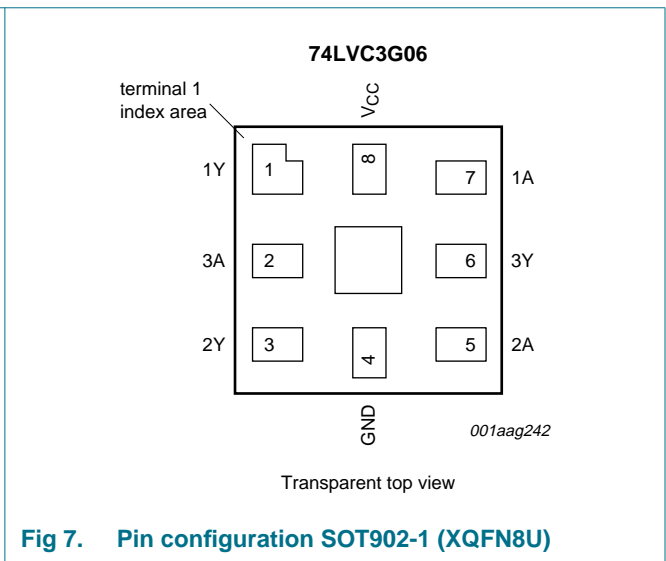 74LVC3G06
terminal 1
index area
VCC
1Y 1 8 7 1A
3A 2 6 3Y
2Y 3 4 5 2A
GND
001aag242
Transparent top view
Fig 7. Pin configuration SOT902-1 (XQFN8U)